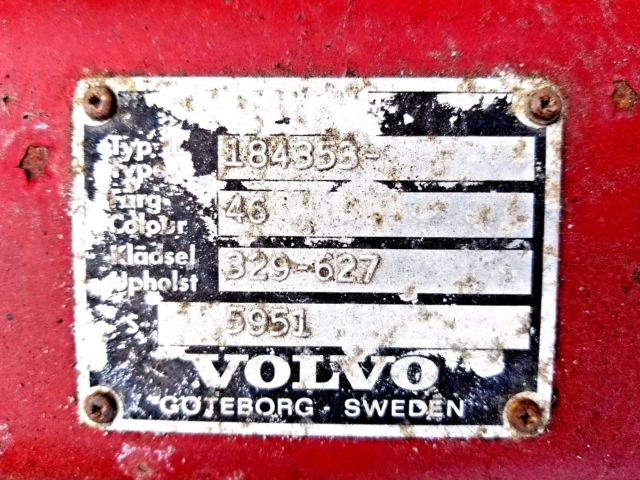 Typ. 184353-
Type
Färg 46
Colour
Klädsel 329-627
Upholst
S- 5951
VOLVO
GÖTEBORG · SWEDEN